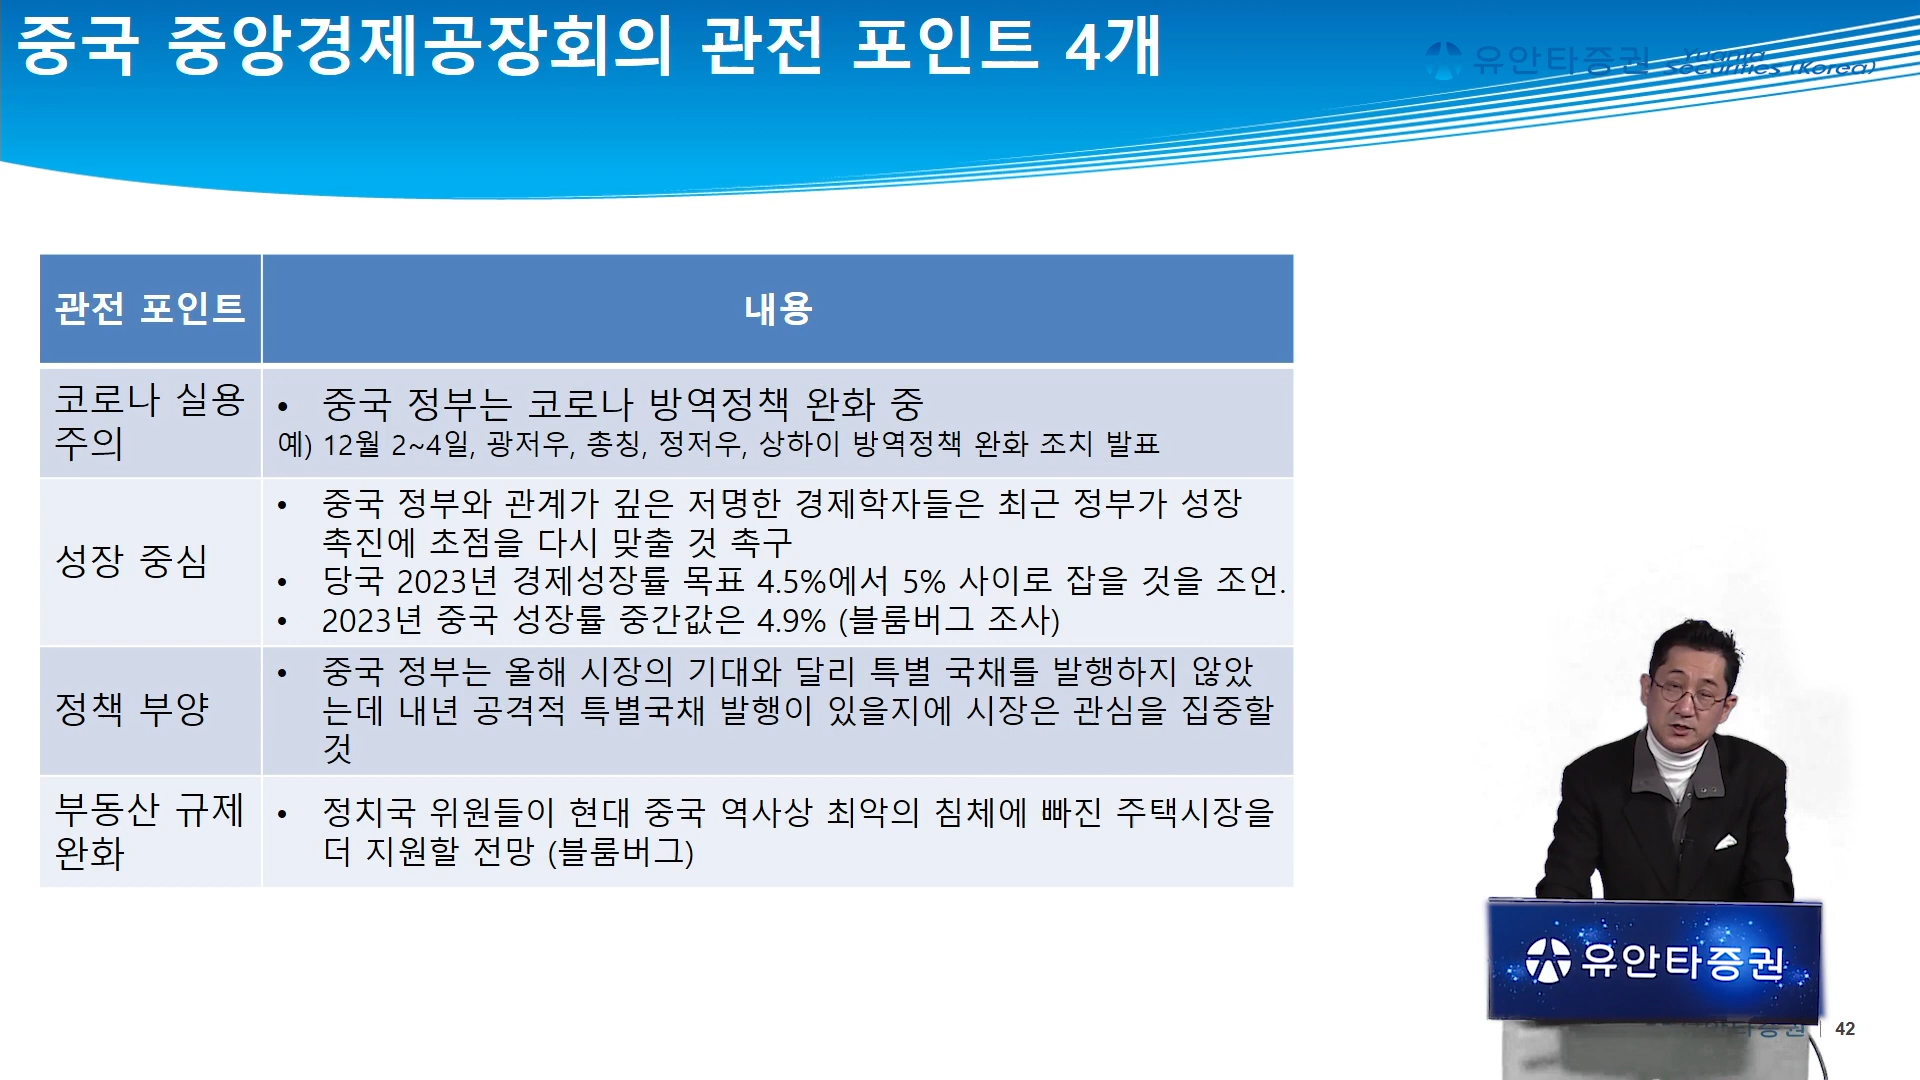 중국 중앙경제공장회의 관전 포인트 4개
유안타증권 Yuanta Securities (Korea)
관전 포인트
내용
코로나 실용
주의
• 중국 정부는 코로나 방역정책 완화 중
예) 12월 2~4일, 광저우, 총칭, 정저우, 상하이 방역정책 완화 조치 발표
성장 중심
• 중국 정부와 관계가 깊은 저명한 경제학자들은 최근 정부가 성장
촉진에 초점을 다시 맞출 것 촉구
• 당국 2023년 경제성장률 목표 4.5%에서 5% 사이로 잡을 것을 조언.
• 2023년 중국 성장률 중간값은 4.9% (블룸버그 조사)
정책 부양
• 중국 정부는 올해 시장의 기대와 달리 특별 국채를 발행하지 않았
는데 내년 공격적 특별국채 발행이 있을지에 시장은 관심을 집중할
것
부동산 규제
완화
• 정치국 위원들이 현대 중국 역사상 최악의 침체에 빠진 주택시장을
더 지원할 전망 (블룸버그)
유안타증권
유안타증권
42